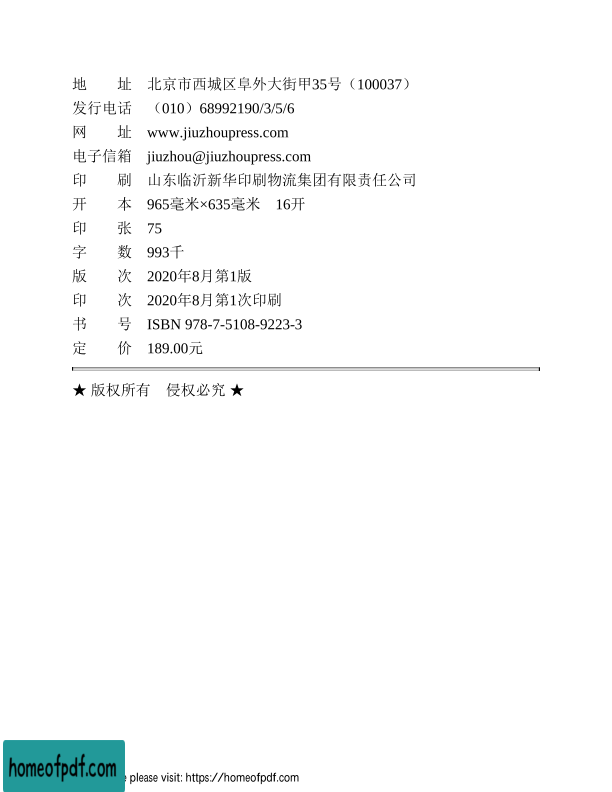 地　　址　北京市西城区阜外大街甲35号（100037）
发行电话　（010）68992190/3/5/6
网　　址　www.jiuzhoupress.com
电子信箱　jiuzhou@jiuzhoupress.com
印　　刷　山东临沂新华印刷物流集团有限责任公司
开　　本　965毫米×635毫米　16开
印　　张　75
字　　数　993千
版　　次　2020年8月第1版
印　　次　2020年8月第1次印刷
书　　号　ISBN 978-7-5108-9223-3
定　　价　189.00元
★ 版权所有　侵权必究 ★
homeofpdf.com
please visit: https://homeofpdf.com